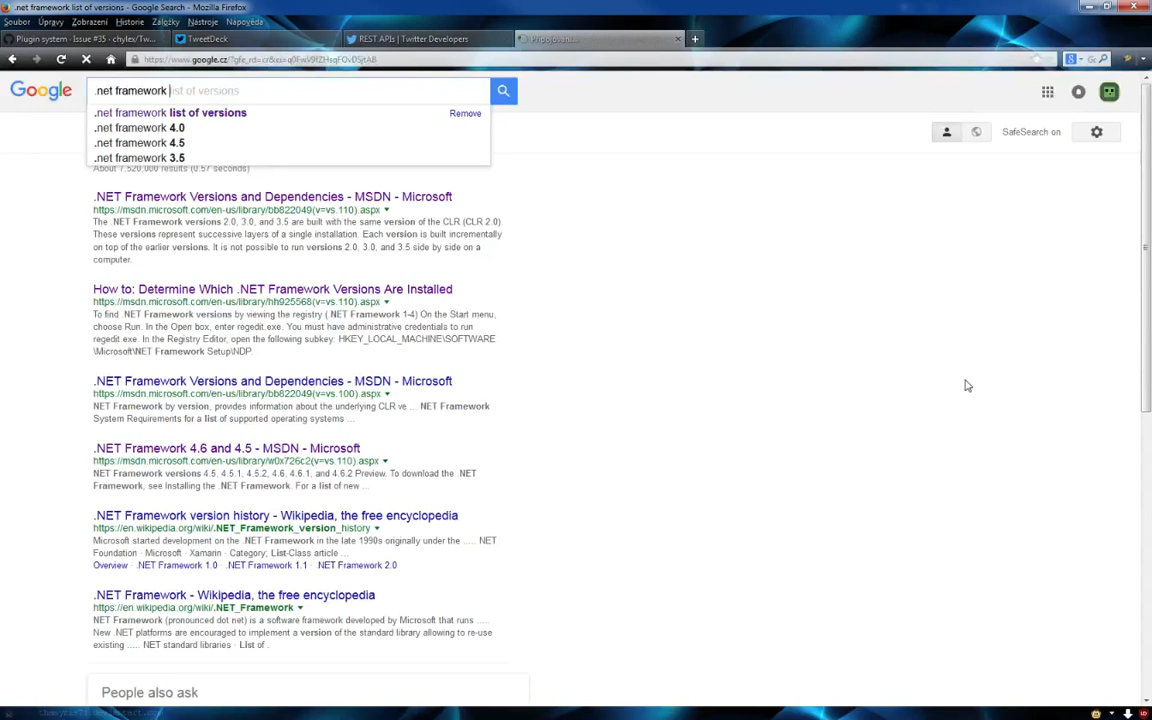 .net framework list of versions - Google Search - Mozilla Firefox
Soubor Úpravy Zobrazení Historie Záložky Nástroje Nápověda
Plugin system · Issue #35 · chylex/Tw...
TweetDeck
REST APIs | Twitter Developers
Připojování...
https://www.google.cz/
Google
.net framework list of versions
.net framework list of versions
Remove
.net framework 4.0
.net framework 4.5
.net framework 3.5
SafeSearch on
About 7,520,000 results (0.57 seconds)
.NET Framework Versions and Dependencies - MSDN - Microsoft
https://msdn.microsoft.com/en-us/library/bb822049(v=vs.110).aspx
The .NET Framework versions 2.0, 3.0, and 3.5 are built with the same version of the CLR (CLR 2.0)
These versions represent successive layers of a single installation. Each version is built incrementally
on top of the earlier versions. It is not possible to run versions 2.0, 3.0, and 3.5 side by side on a
computer.
How to: Determine Which .NET Framework Versions Are Installed
https://msdn.microsoft.com/en-us/library/hh925568(v=vs.110).aspx
To find .NET Framework versions by viewing the registry (.NET Framework 1-4) On the Start menu,
choose Run. In the Open box, enter regedit.exe. You must have administrative credentials to run
regedit.exe. In the Registry Editor, open the following subkey: HKEY_LOCAL_MACHINE\SOFTWARE
\Microsoft\NET Framework Setup\NDP.
.NET Framework Versions and Dependencies - MSDN - Microsoft
https://msdn.microsoft.com/en-us/library/bb822049(v=vs.100).aspx
NET Framework by version, provides information about the underlying CLR ve ... NET Framework
System Requirements for a list of supported operating systems ...
.NET Framework 4.6 and 4.5 - MSDN - Microsoft
https://msdn.microsoft.com/en-us/library/w0x726c2(v=vs.110).aspx
NET Framework versions 4.5, 4.5.1, 4.5.2, 4.6, 4.6.1, and 4.6.2 Preview. To download the .NET
Framework, see Installing the .NET Framework. For a list of new ...
.NET Framework version history - Wikipedia, the free encyclopedia
https://en.wikipedia.org/wiki/.NET_Framework_version_history
Microsoft started development on the .NET Framework in the late 1990s originally under the ..... NET
Foundation · Microsoft · Xamarin · Category; List-Class article ...
Overview · .NET Framework 1.0 · .NET Framework 1.1 · .NET Framework 2.0
.NET Framework - Wikipedia, the free encyclopedia
https://en.wikipedia.org/wiki/.NET_Framework
NET Framework (pronounced dot net) is a software framework developed by Microsoft that runs .....
New .NET platforms are encouraged to implement a version of the standard library allowing to re-use
existing ..... NET standard libraries · List of .
People also ask